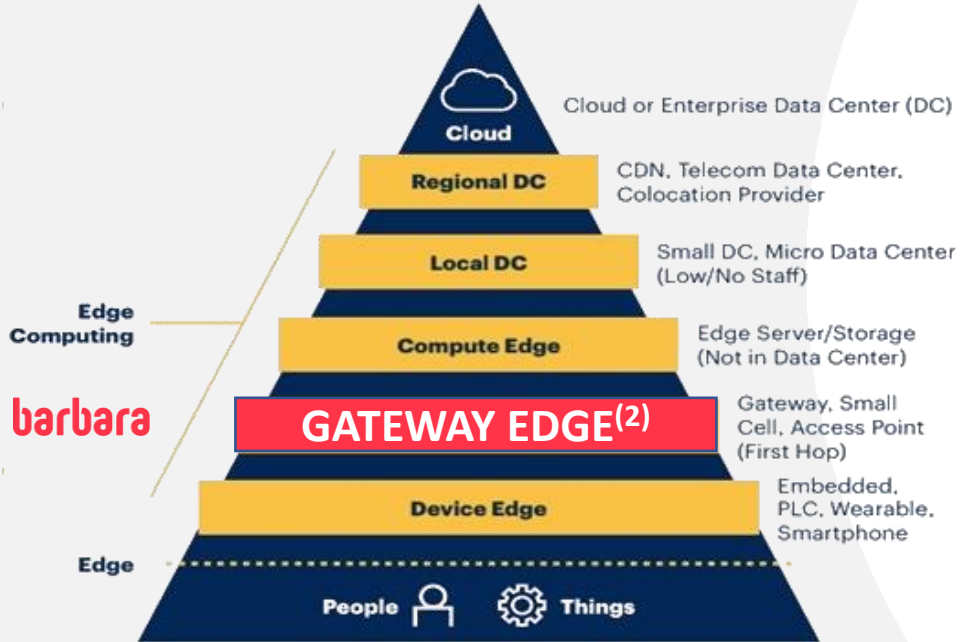 Cloud
Cloud or Enterprise Data Center (DC)
Regional DC
CDN, Telecom Data Center,
Colocation Provider
Local DC
Small DC, Micro Data Center
(Low/No Staff)
Edge
Computing
Compute Edge
Edge Server/Storage
(Not in Data Center)
barbara
GATEWAY EDGE(2)
Gateway, Small
Cell, Access Point
(First Hop)
Device Edge
Embedded,
PLC, Wearable,
Smartphone
Edge
People
Things